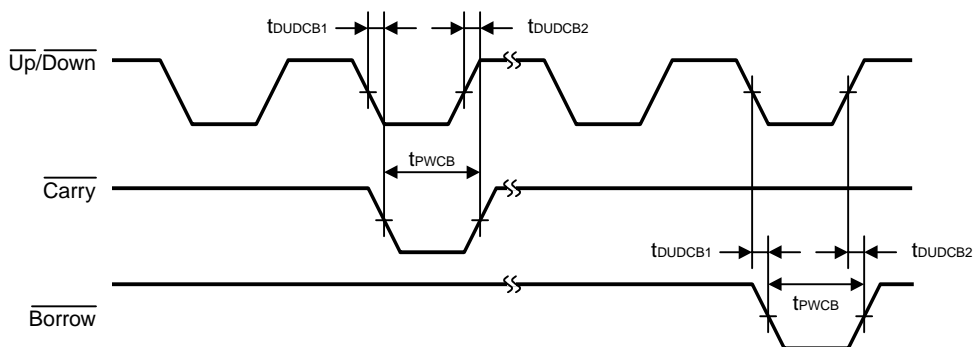 tDUDCB1
tDUDCB2
Up/Down
tPWCB
Carry
tDUDCB1
tDUDCB2
tPWCB
Borrow